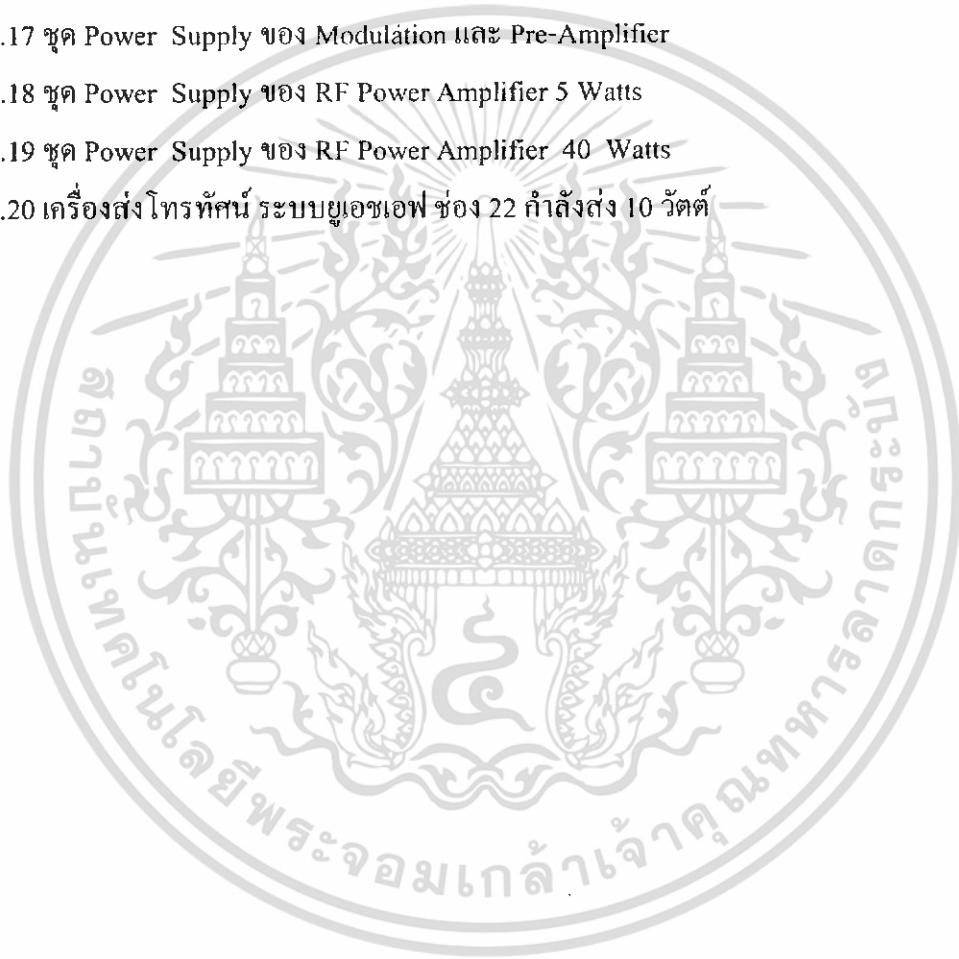 .17 ชุด Power Supply ของ Modulation และ Pre-Amplifier
.18 ชุด Power Supply ของ RF Power Amplifier 5 Watts
.19 ชุด Power Supply ของ RF Power Amplifier 40 Watts
.20 เครื่องส่งโทรทัศน์ ระบบยูเอชเอฟ ช่อง 22 กำลังส่ง 10 วัตต์
สถาบันเทคโนโลยีพระจอมเกล้าเจ้าคุณทหารลาดกระบัง